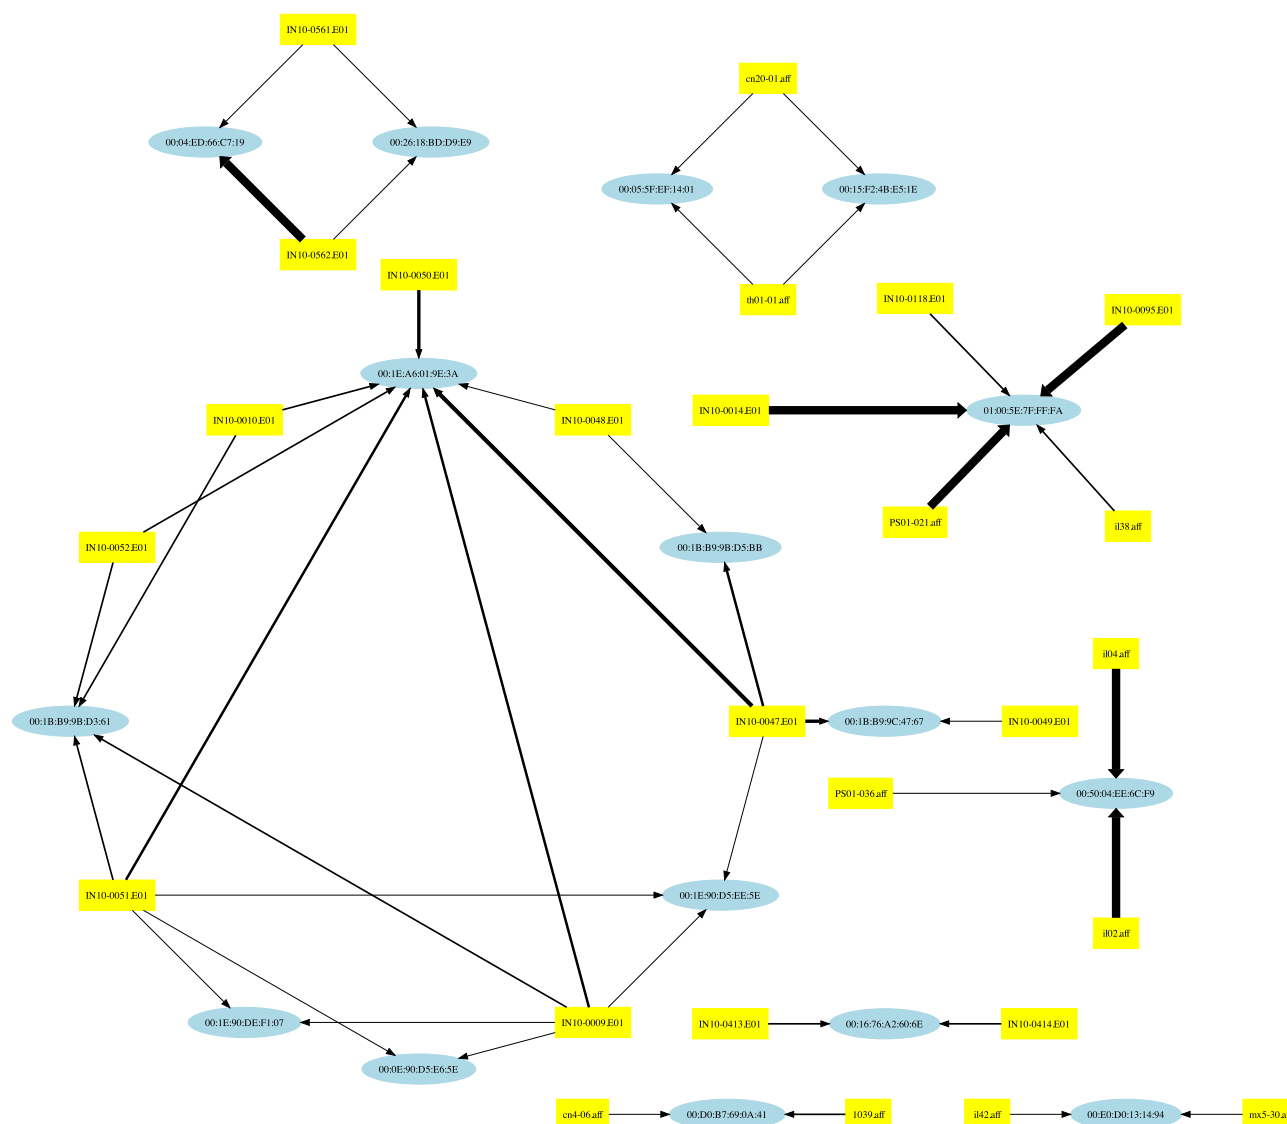 IN10-0561.E01
cn20-01.aff
00:04:ED:66:C7:19
00:26:18:BD:D9:E9
00:05:5F:EF:14:01
00:15:F2:4B:E5:1E
IN10-0562.E01
IN10-0050.E01
th01-01.aff
IN10-0118.E01
IN10-0095.E01
00:1E:A6:01:9E:3A
IN10-0010.E01
IN10-0048.E01
IN10-0014.E01
01:00:5E:7F:FF:FA
PS01-021.aff
il38.aff
IN10-0052.E01
00:1B:B9:9B:D5:BB
il04.aff
00:1B:B9:9B:D3:61
IN10-0047.E01
00:1B:B9:9C:47:67
IN10-0049.E01
PS01-036.aff
00:50:04:EE:6C:F9
IN10-0051.E01
00:1E:90:D5:EE:5E
il02.aff
00:1E:90:DE:F1:07
IN10-0009.E01
IN10-0413.E01
00:16:76:A2:60:6E
IN10-0414.E01
00:0E:90:D5:E6:5E
cn4-06.aff
00:D0:B7:69:0A:41
1039.aff
il42.aff
00:E0:D0:13:14:94
mx5-30.a